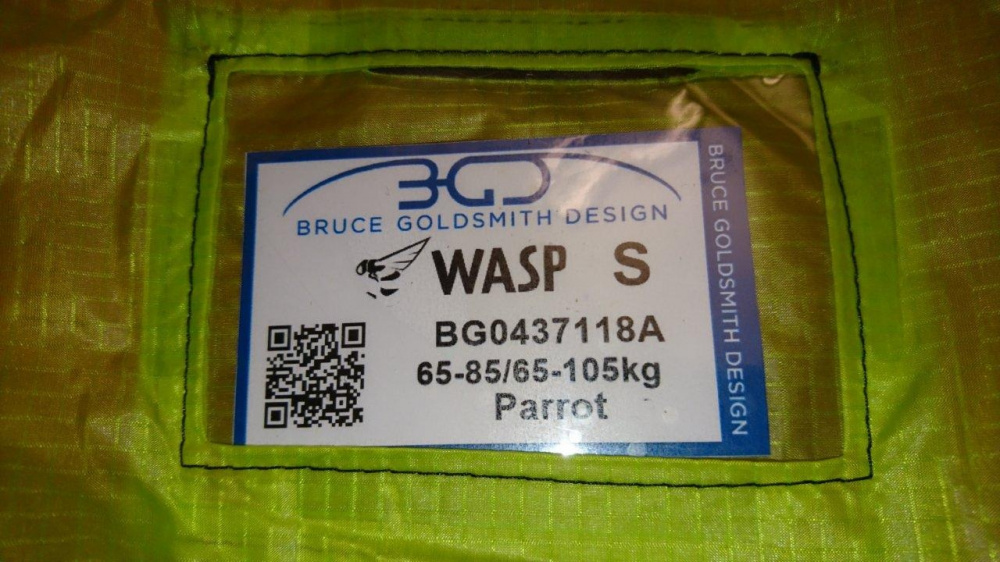 BGD
BRUCE GOLDSMITH DESIGN
WASP S
BG0437118A
65-85/65-105kg
Parrot
BRUCE GOLDSMITH DESIGN